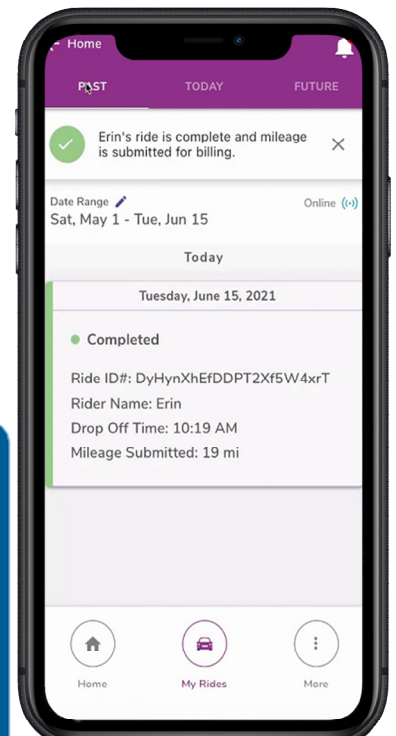 Home
PAST TODAY FUTURE
Erin's ride is complete and mileage
is submitted for billing.
Date Range Online
Sat, May 1 - Tue, Jun 15
Today
Tuesday, June 15, 2021
Completed
Ride ID#: DyHynXhEfDDPT2Xf5W4xrT
Rider Name: Erin
Drop Off Time: 10:19 AM
Mileage Submitted: 19 mi
Home My Rides More